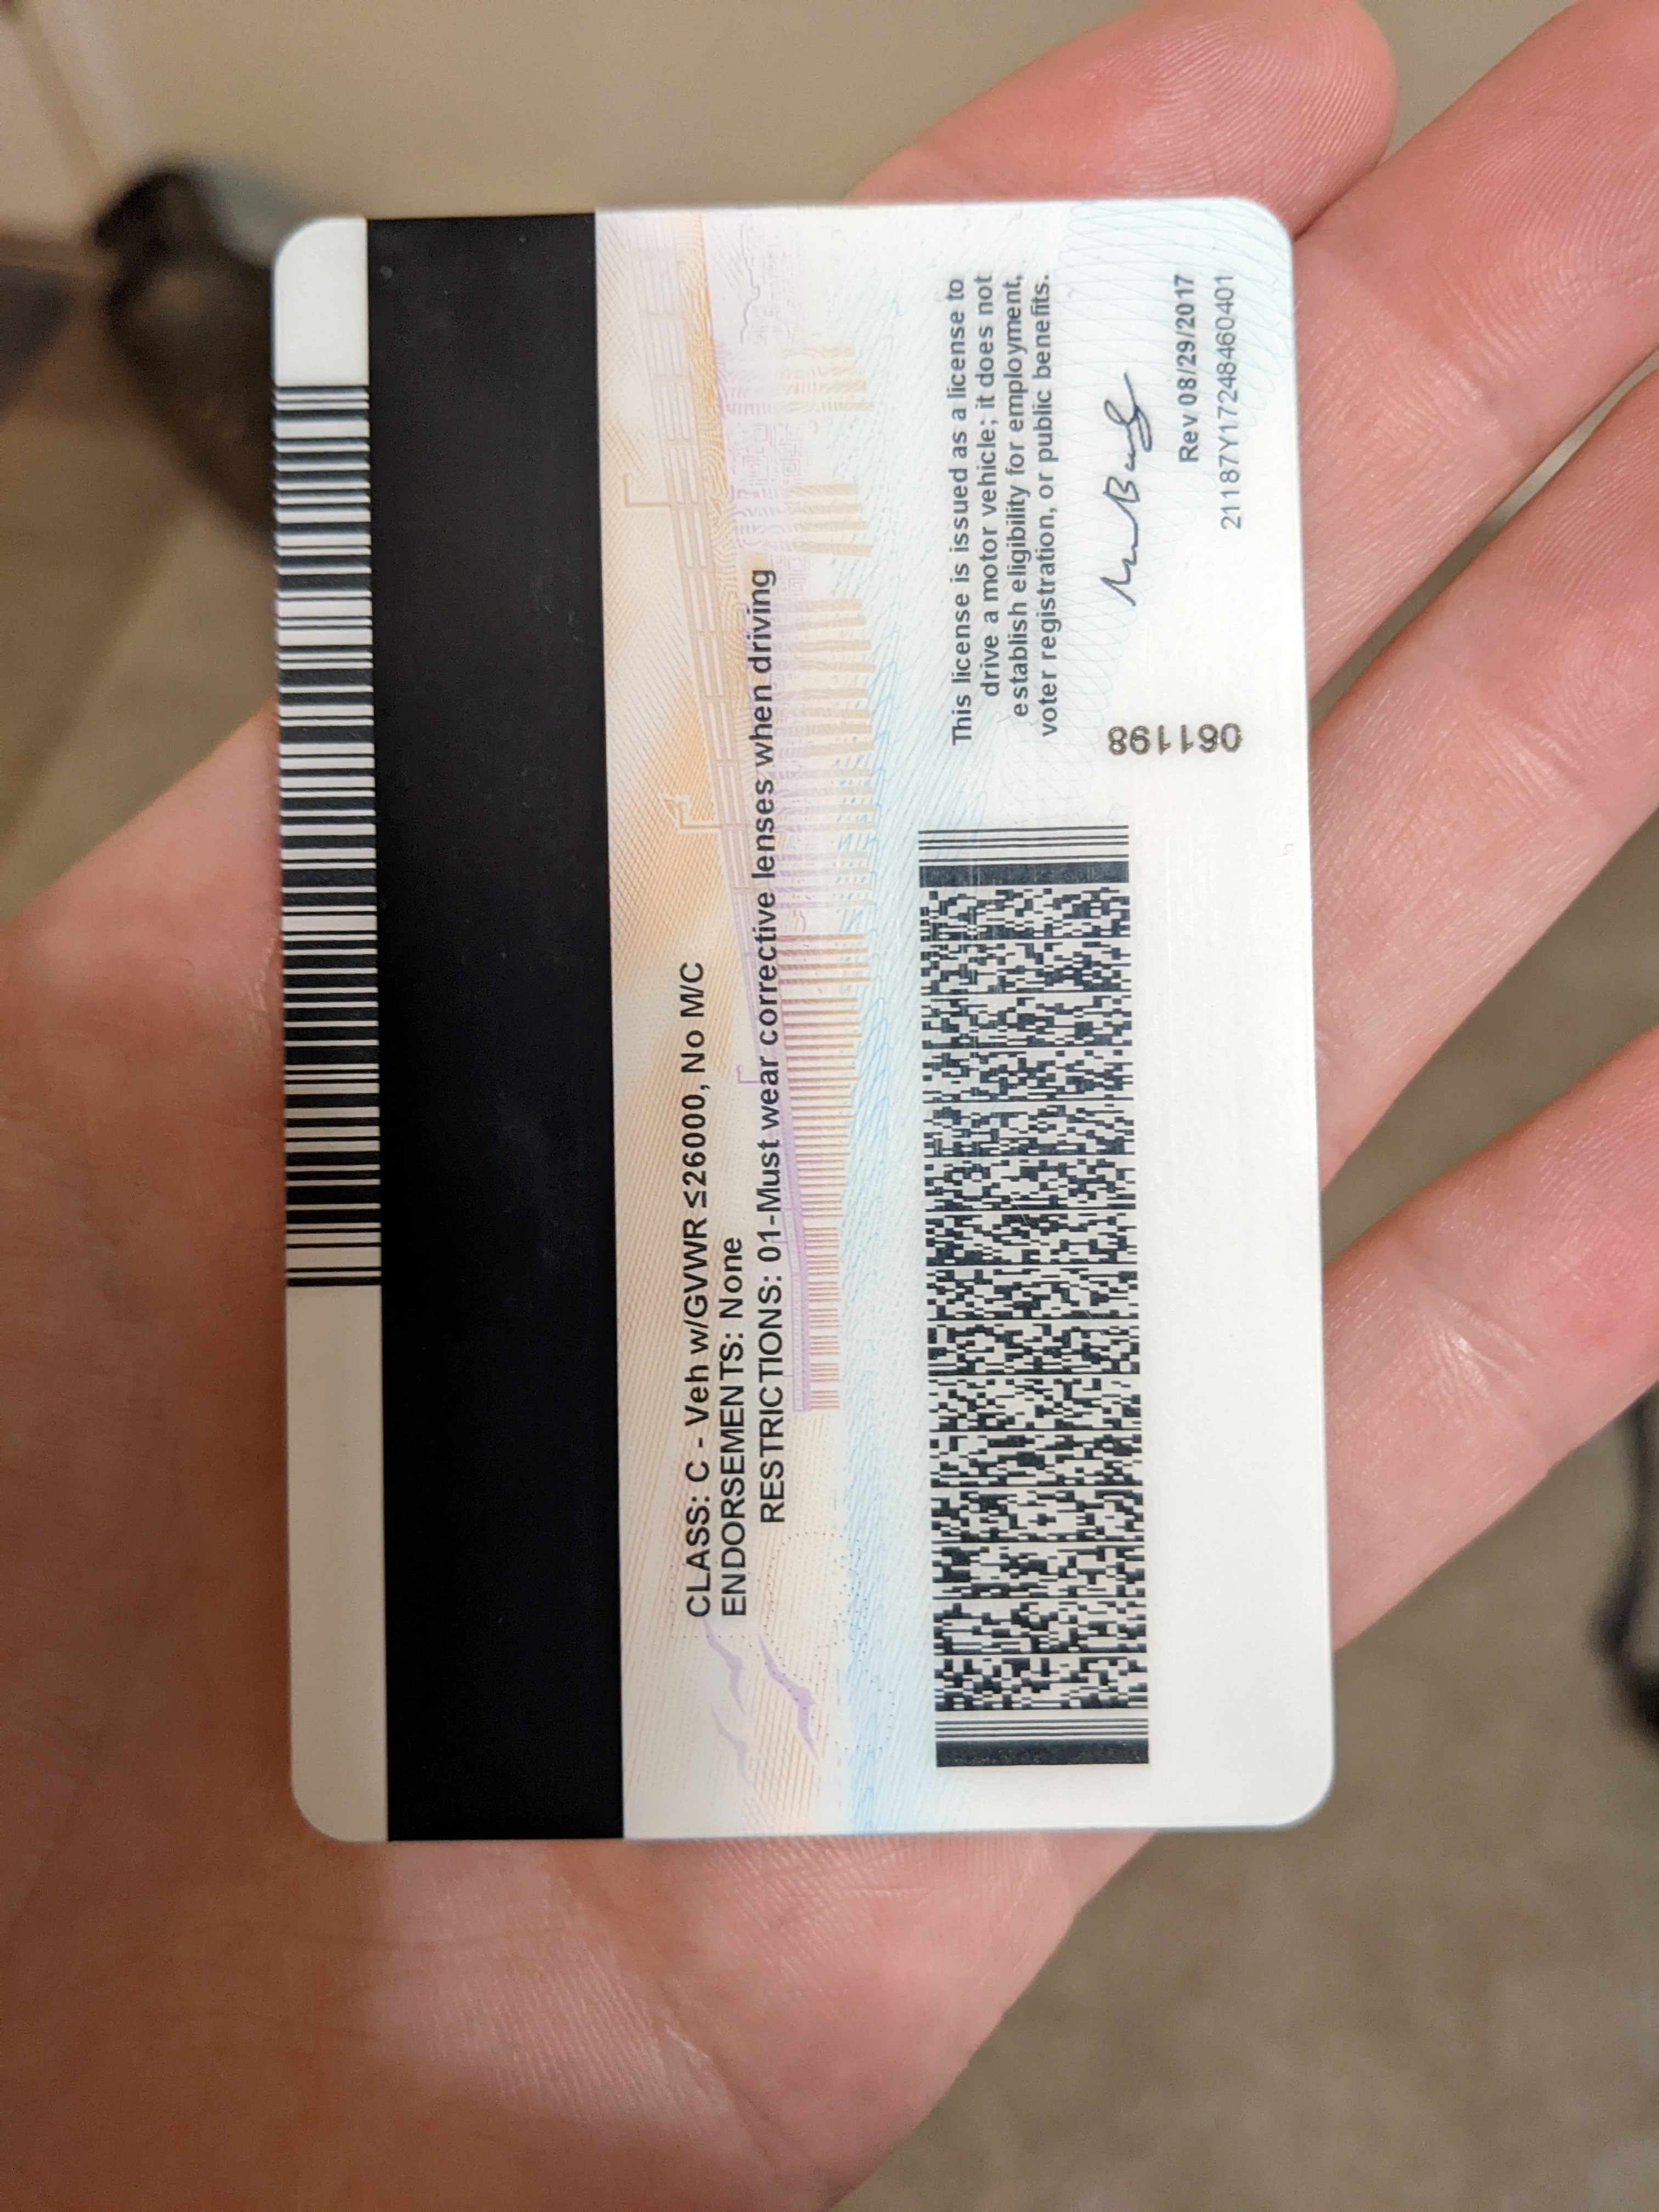 CLASS: C - Veh w/GVWR ≤26000, No M/C
ENDORSEMENTS: None
RESTRICTIONS: 01-Must wear corrective lenses when driving
This license is issued as a license to
drive a motor vehicle; it does not
establish eligibility for employment,
voter registration, or public benefits.
061198
Rev 08/29/2017
21187Y17248460401